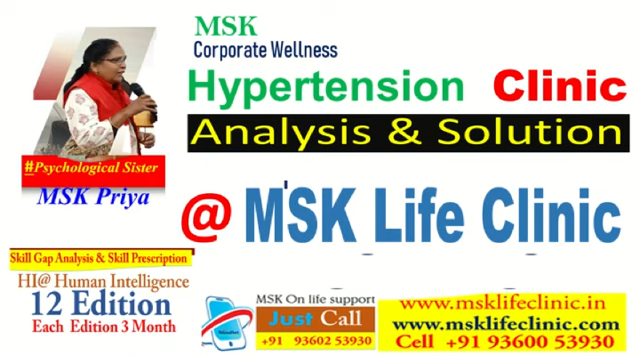 MSK
Corporate Wellness
Hypertension Clinic
Analysis & Solution
#Psychological Sister
MSK Priya
@ MSK Life Clinic
Skill Gap Analysis & Skill Prescription
HI@ Human Intelligence
12 Edition
Each Edition 3 Month
MSK On life support
Just Call
+91 93602 53930
www.msklifeclinic.in
www.msklifeclinic.com
Cell +91 93600 53930